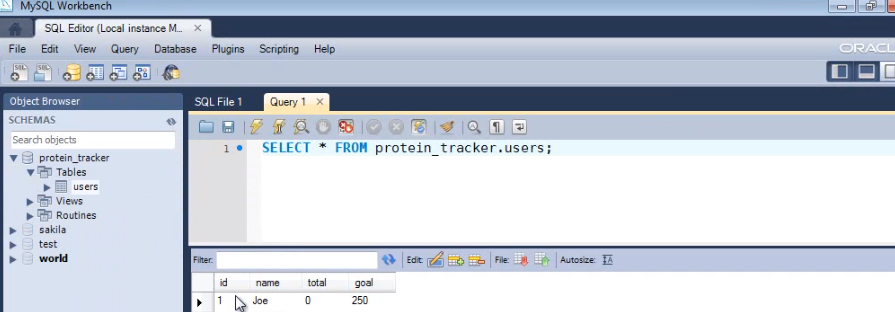 MySQL Workbench
SQL Editor (Local instance M... ×
File Edit View Query Database Plugins Scripting Help
ORACL
Object Browser
SQL File 1 Query 1 ×
SCHEMAS
Search objects
1 SELECT * FROM protein_tracker.users;
protein_tracker
Tables
users
Views
Routines
sakila
test
world
Filter: Edit: File: Autosize:
id name total goal
1 Joe 0 250